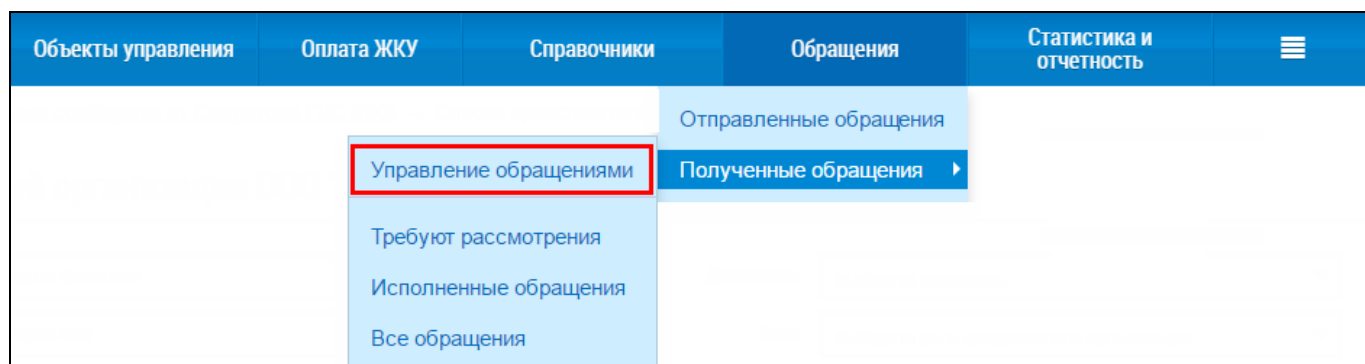 Объекты управления
Оплата ЖКУ
Справочники
Обращения
Статистика и
отчетность
Отправленные обращения
Управление обращениями
Полученные обращения
Требуют рассмотрения
Исполненные обращения
Все обращения